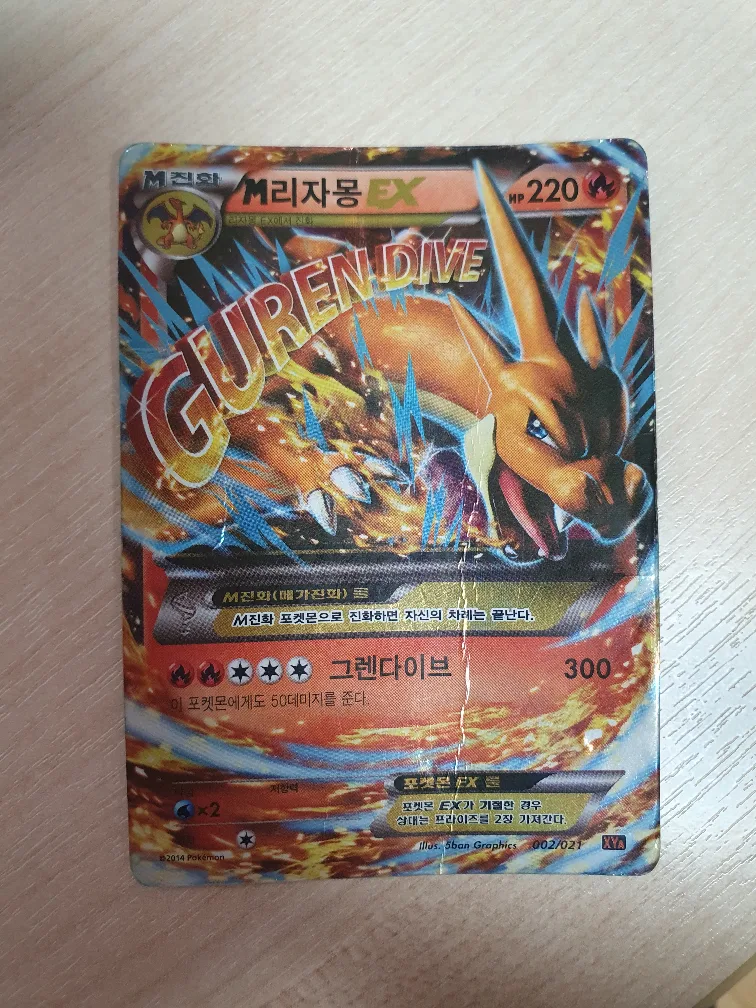 M진화
M리자몽EX
HP220
리자몽 EX에서 진화
GUREN DIVE
M진화(메가진화) 룰
M진화 포켓몬으로 진화하면 자신의 차례는 끝난다.
그렌다이브 300
이 포켓몬에게도 50데미지를 준다.
저항력
×2
포켓몬 EX 룰
포켓몬 EX가 기절한 경우
상대는 프라이즈를 2장 가져간다.
Illus. 5ban Graphics 002/021 XYA
©2014 Pokémon